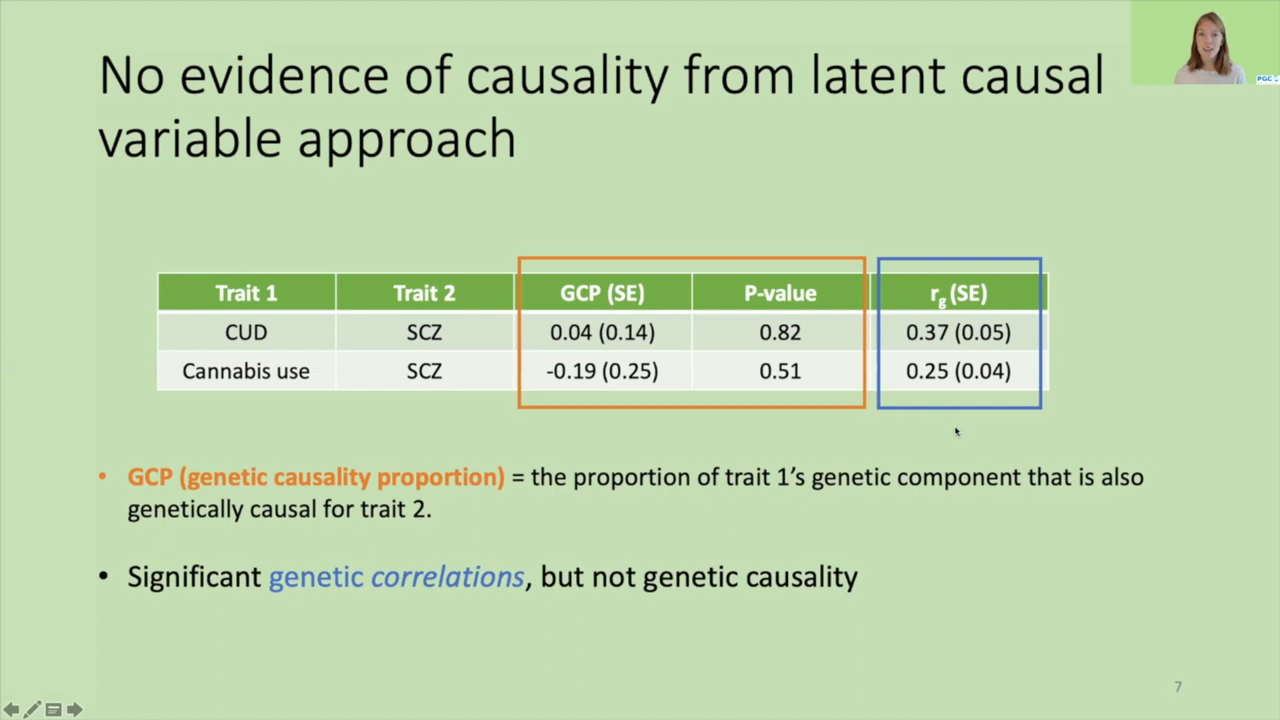 No evidence of causality from latent causal
variable approach
PGC
Trait 1 Trait 2 GCP (SE) P-value rg (SE)
CUD SCZ 0.04 (0.14) 0.82 0.37 (0.05)
Cannabis use SCZ -0.19 (0.25) 0.51 0.25 (0.04)
• GCP (genetic causality proportion) = the proportion of trait 1’s genetic component that is also
genetically causal for trait 2.
• Significant genetic correlations, but not genetic causality
7